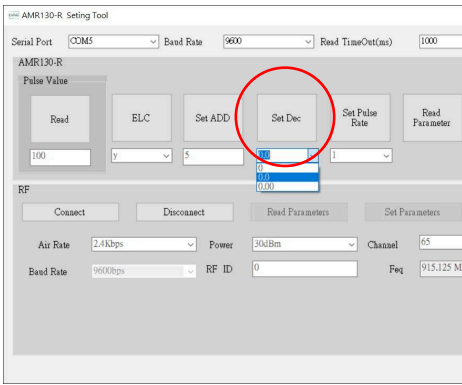 AMR130-R Seting Tool
Serial Port COM5 Baud Rate 9600 Read TimeOut(ms) 1000
AMR130-R
Pulse Value
Read ELC Set ADD Set Dec Set Pulse Rate Read Parameter
100 y 5 0.0 1
0
0.0
0.00
RF
Connect Disconnect Read Parameters Set Parameters
Air Rate 2.4Kbps Power 30dBm Channel 65
Baud Rate 9600bps RF ID 0 Feq 915.125 M